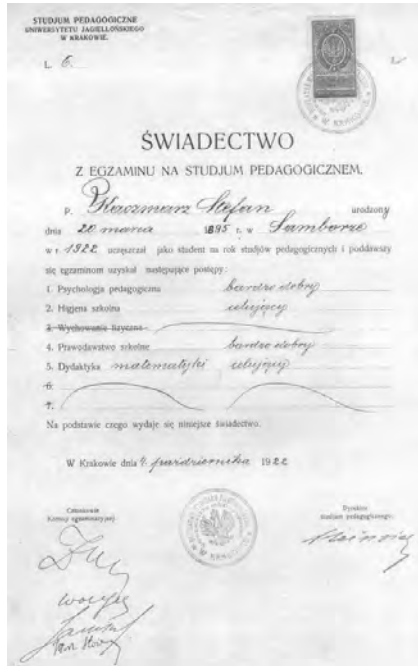 STUDJUM PEDAGOGICZNE
UNIWERSYTETU JAGIELLOŃSKIEGO
W KRAKOWIE.
L. 6.
ŚWIADECTWO
Z EGZAMINU NA STUDJUM PEDAGOGICZNEM.
P. Kaczmarz Stefan urodzony
dnia 20 marca 1895 r. w Samborze
w r. 1922 uczęszczał jako student na rok studjów pedagogicznych i poddawszy
się egzaminom uzyskał następujące postępy:
1. Psychologja pedagogiczna bardzo dobry
2. Higjena szkolna celujący
3. Wychowanie fizyczne
4. Prawodawstwo szkolne bardzo dobry
5. Dydaktyka matematyki celujący
6.
7.
Na podstawie czego wydaje się niniejsze świadectwo.
W Krakowie dnia 4 października 1922
Członkowie
Komisji egzaminacyjnej:
Dyrektor
studjum pedagogicznego: